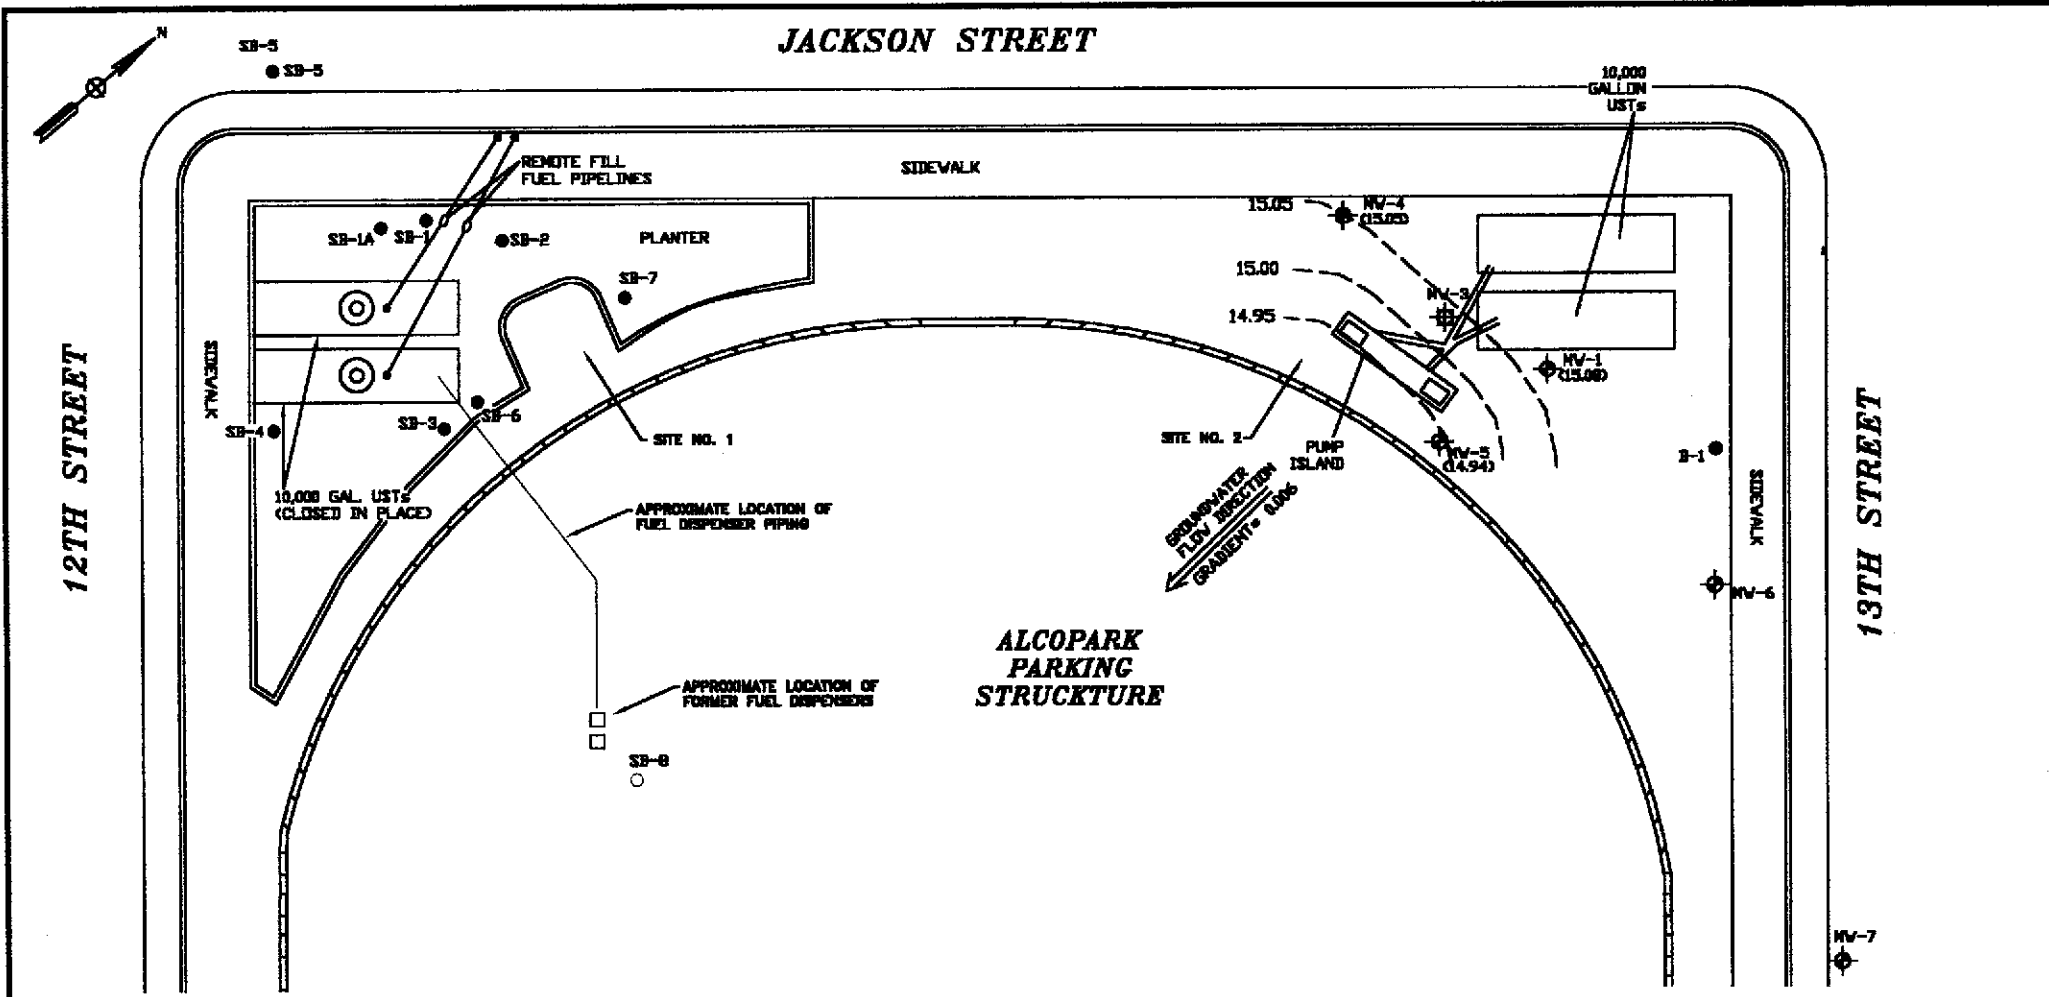 JACKSON STREET
N
SB-5
SB-5
10,000
GALLON
USTs
REMOTE FILL
FUEL PIPELINES
SIDEWALK
SB-1A
SB-1
SB-2
PLANTER
SB-7
15.05
MW-4
(15.05)
15.00
14.95
MW-3
MW-1
(15.08)
SIDEWALK
12TH STREET
SB-4
SB-3
SB-6
SITE NO. 1
SITE NO. 2
PUMP
ISLAND
MW-5
(14.94)
B-1
SIDEWALK
13TH STREET
10,000 GAL. USTs
(CLOSED IN PLACE)
APPROXIMATE LOCATION OF
FUEL DISPENSER PIPING
GROUNDWATER
FLOW DIRECTION
GRADIENT= 0.006
MW-6
ALCOPARK
PARKING
STRUCKTURE
APPROXIMATE LOCATION OF
FORMER FUEL DISPENSERS
SB-8
MW-7